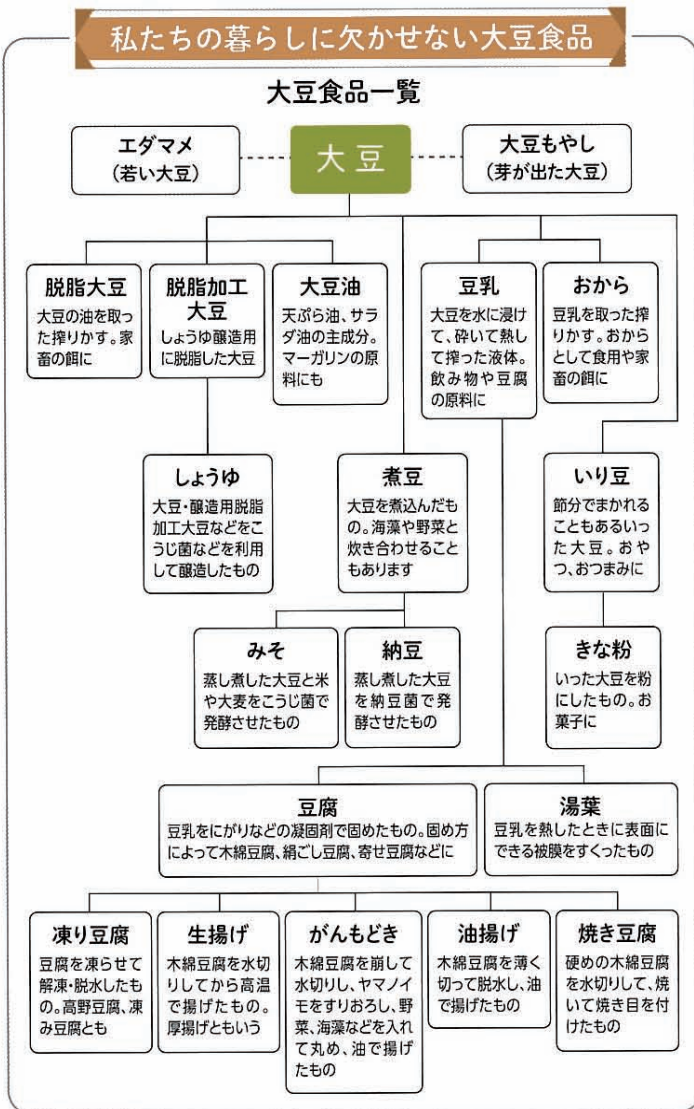 私たちの暮らしに欠かせない大豆食品
大豆食品一覧
エダマメ
(若い大豆)
大豆
大豆もやし
(芽が出た大豆)
脱脂大豆
大豆の油を取っ
た搾りかす。家
畜の餌に
脱脂加工
大豆
しょうゆ醸造用
に脱脂した大豆
大豆油
天ぷら油、サラ
ダ油の主成分。
マーガリンの原
料にも
豆乳
大豆を水に浸け
て、砕いて熱し
て搾った液体。
飲み物や豆腐
の原料に
おから
豆乳を取った搾
りかす。おから
として食用や家
畜の餌に
しょうゆ
大豆・醸造用脱脂
加工大豆などをこ
うじ菌などを利用
して醸造したもの
煮豆
大豆を煮込んだも
の。海藻や野菜と
炊き合わせること
もあります
いり豆
節分でまかれる
こともあるいっ
た大豆。おや
つ、おつまみに
みそ
蒸し煮した大豆と米
や大麦をこうじ菌で
発酵させたもの
納豆
蒸し煮した大豆
を納豆菌で発
酵させたもの
きな粉
いった大豆を粉
にしたもの。お
菓子に
豆腐
豆乳をにがりなどの凝固剤で固めたもの。固め方
によって木綿豆腐、絹ごし豆腐、寄せ豆腐などに
湯葉
豆乳を熱したときに表面に
できる被膜をすくったもの
凍り豆腐
豆腐を凍らせて
解凍・脱水したも
の。高野豆腐、凍
み豆腐とも
生揚げ
木綿豆腐を水切
りしてから高温
で揚げたもの。
厚揚げともいう
がんもどき
木綿豆腐を崩して
水切りし、ヤマノイ
モをすりおろし、野
菜、海藻などを入れ
て丸め、油で揚げ
たもの
油揚げ
木綿豆腐を薄く
切って脱水し、油
で揚げたもの
焼き豆腐
硬めの木綿豆腐
を水切りして、焼
いて焼き目を付
けたもの